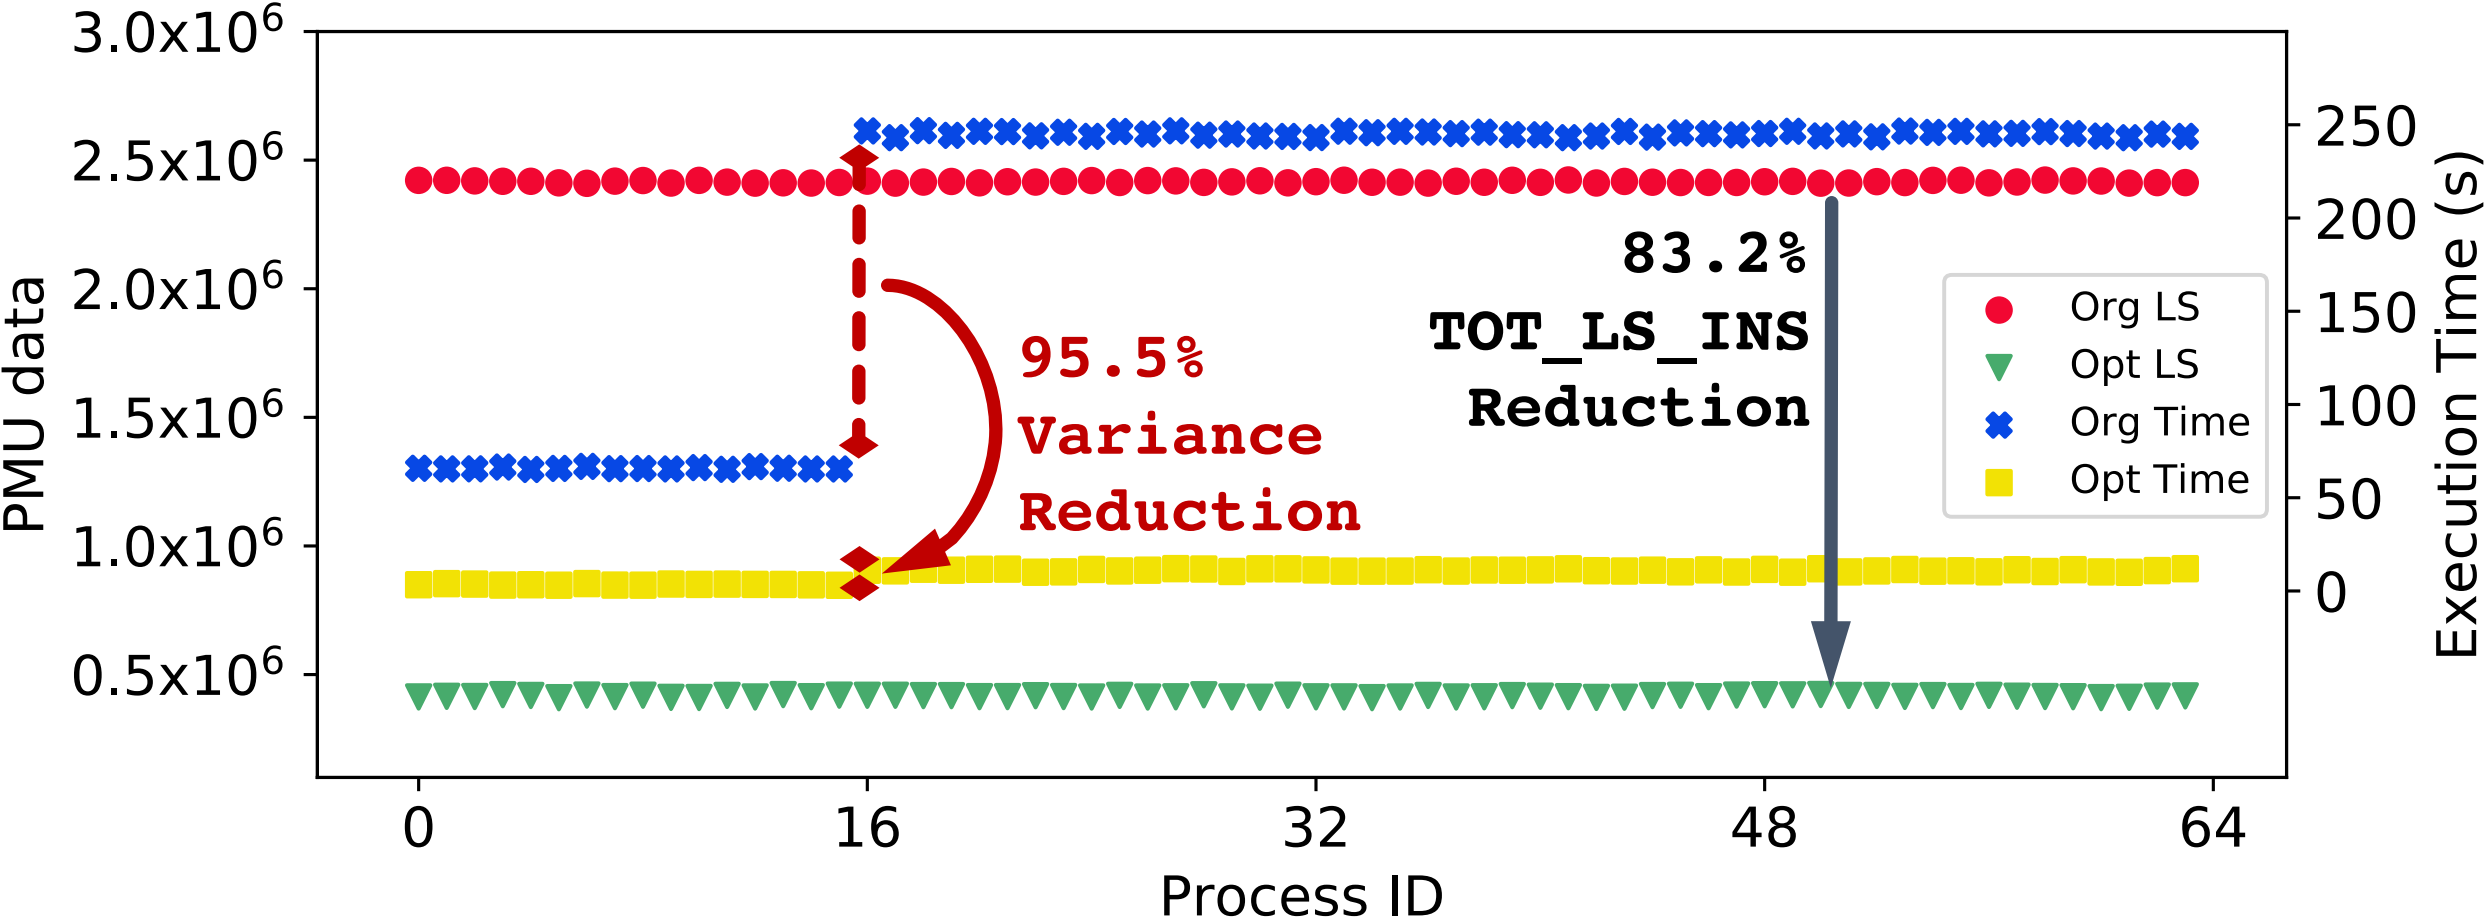 3.0x10⁶
2.5x10⁶
2.0x10⁶
1.5x10⁶
1.0x10⁶
0.5x10⁶
PMU data
95.5%
Variance
Reduction
83.2%
TOT_LS_INS
Reduction
Org LS
Opt LS
Org Time
Opt Time
250
200
150
100
50
0
Execution Time (s)
0
16
32
48
64
Process ID